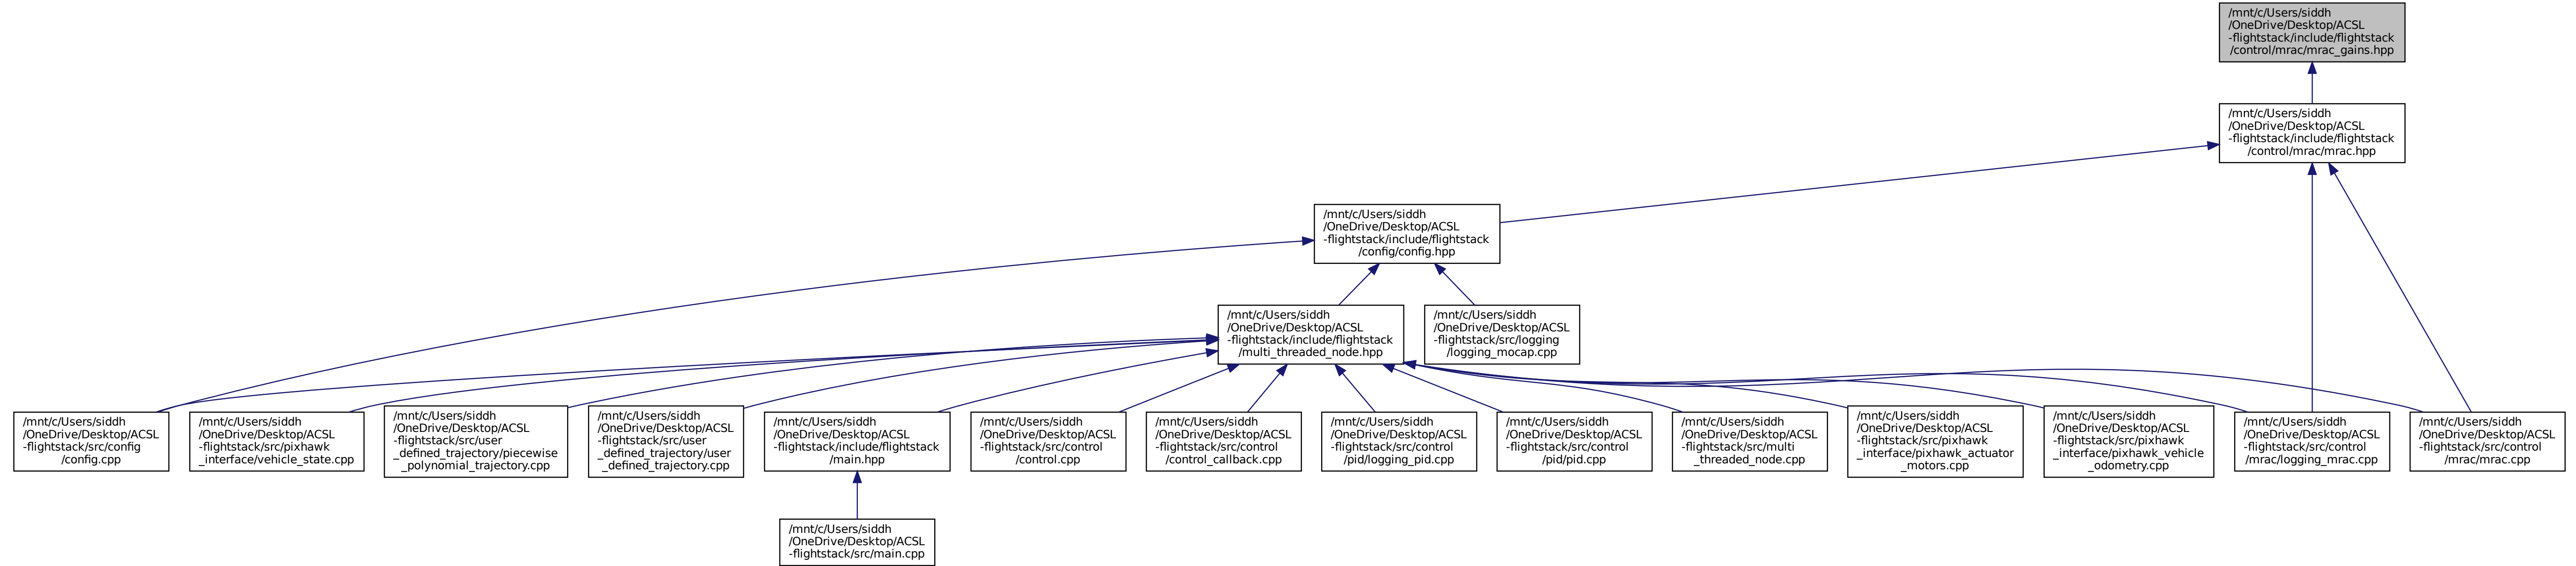 /mnt/c/Users/siddh
/OneDrive/Desktop/ACSL
-flightstack/include/flightstack
/control/mrac/mrac_gains.hpp
/mnt/c/Users/siddh
/OneDrive/Desktop/ACSL
-flightstack/include/flightstack
/control/mrac/mrac.hpp
/mnt/c/Users/siddh
/OneDrive/Desktop/ACSL
-flightstack/include/flightstack
/config/config.hpp
/mnt/c/Users/siddh
/OneDrive/Desktop/ACSL
-flightstack/include/flightstack
/multi_threaded_node.hpp
/mnt/c/Users/siddh
/OneDrive/Desktop/ACSL
-flightstack/src/logging
/logging_mocap.cpp
/mnt/c/Users/siddh
/OneDrive/Desktop/ACSL
-flightstack/src/config
/config.cpp
/mnt/c/Users/siddh
/OneDrive/Desktop/ACSL
-flightstack/src/pixhawk
_interface/vehicle_state.cpp
/mnt/c/Users/siddh
/OneDrive/Desktop/ACSL
-flightstack/src/user
_defined_trajectory/piecewise
_polynomial_trajectory.cpp
/mnt/c/Users/siddh
/OneDrive/Desktop/ACSL
-flightstack/src/user
_defined_trajectory/user
_defined_trajectory.cpp
/mnt/c/Users/siddh
/OneDrive/Desktop/ACSL
-flightstack/include/flightstack
/main.hpp
/mnt/c/Users/siddh
/OneDrive/Desktop/ACSL
-flightstack/src/control
/control.cpp
/mnt/c/Users/siddh
/OneDrive/Desktop/ACSL
-flightstack/src/control
/control_callback.cpp
/mnt/c/Users/siddh
/OneDrive/Desktop/ACSL
-flightstack/src/control
/pid/logging_pid.cpp
/mnt/c/Users/siddh
/OneDrive/Desktop/ACSL
-flightstack/src/control
/pid/pid.cpp
/mnt/c/Users/siddh
/OneDrive/Desktop/ACSL
-flightstack/src/multi
_threaded_node.cpp
/mnt/c/Users/siddh
/OneDrive/Desktop/ACSL
-flightstack/src/pixhawk
_interface/pixhawk_actuator
_motors.cpp
/mnt/c/Users/siddh
/OneDrive/Desktop/ACSL
-flightstack/src/pixhawk
_interface/pixhawk_vehicle
_odometry.cpp
/mnt/c/Users/siddh
/OneDrive/Desktop/ACSL
-flightstack/src/control
/mrac/logging_mrac.cpp
/mnt/c/Users/siddh
/OneDrive/Desktop/ACSL
-flightstack/src/control
/mrac/mrac.cpp
/mnt/c/Users/siddh
/OneDrive/Desktop/ACSL
-flightstack/src/main.cpp